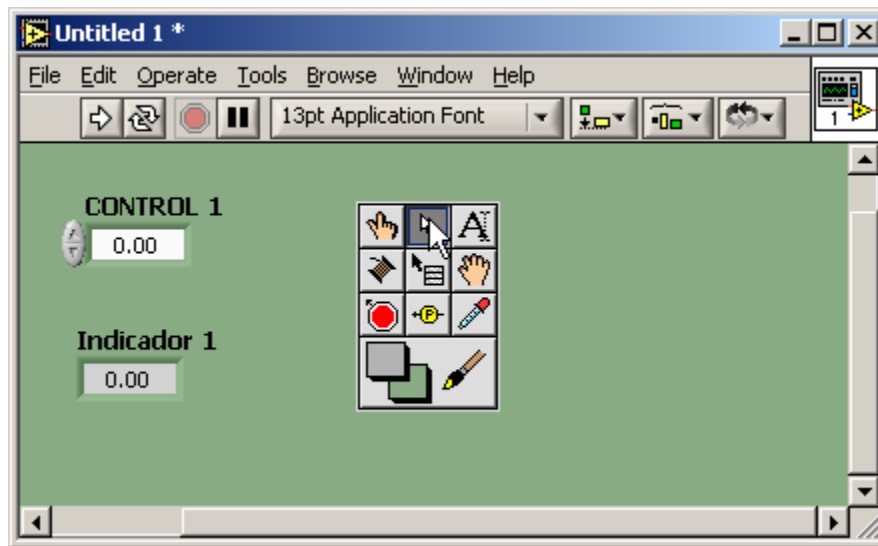 Untitled 1 *
File Edit Operate Tools Browse Window Help
13pt Application Font
1
CONTROL 1
0.00
A
P
Indicador 1
0.00